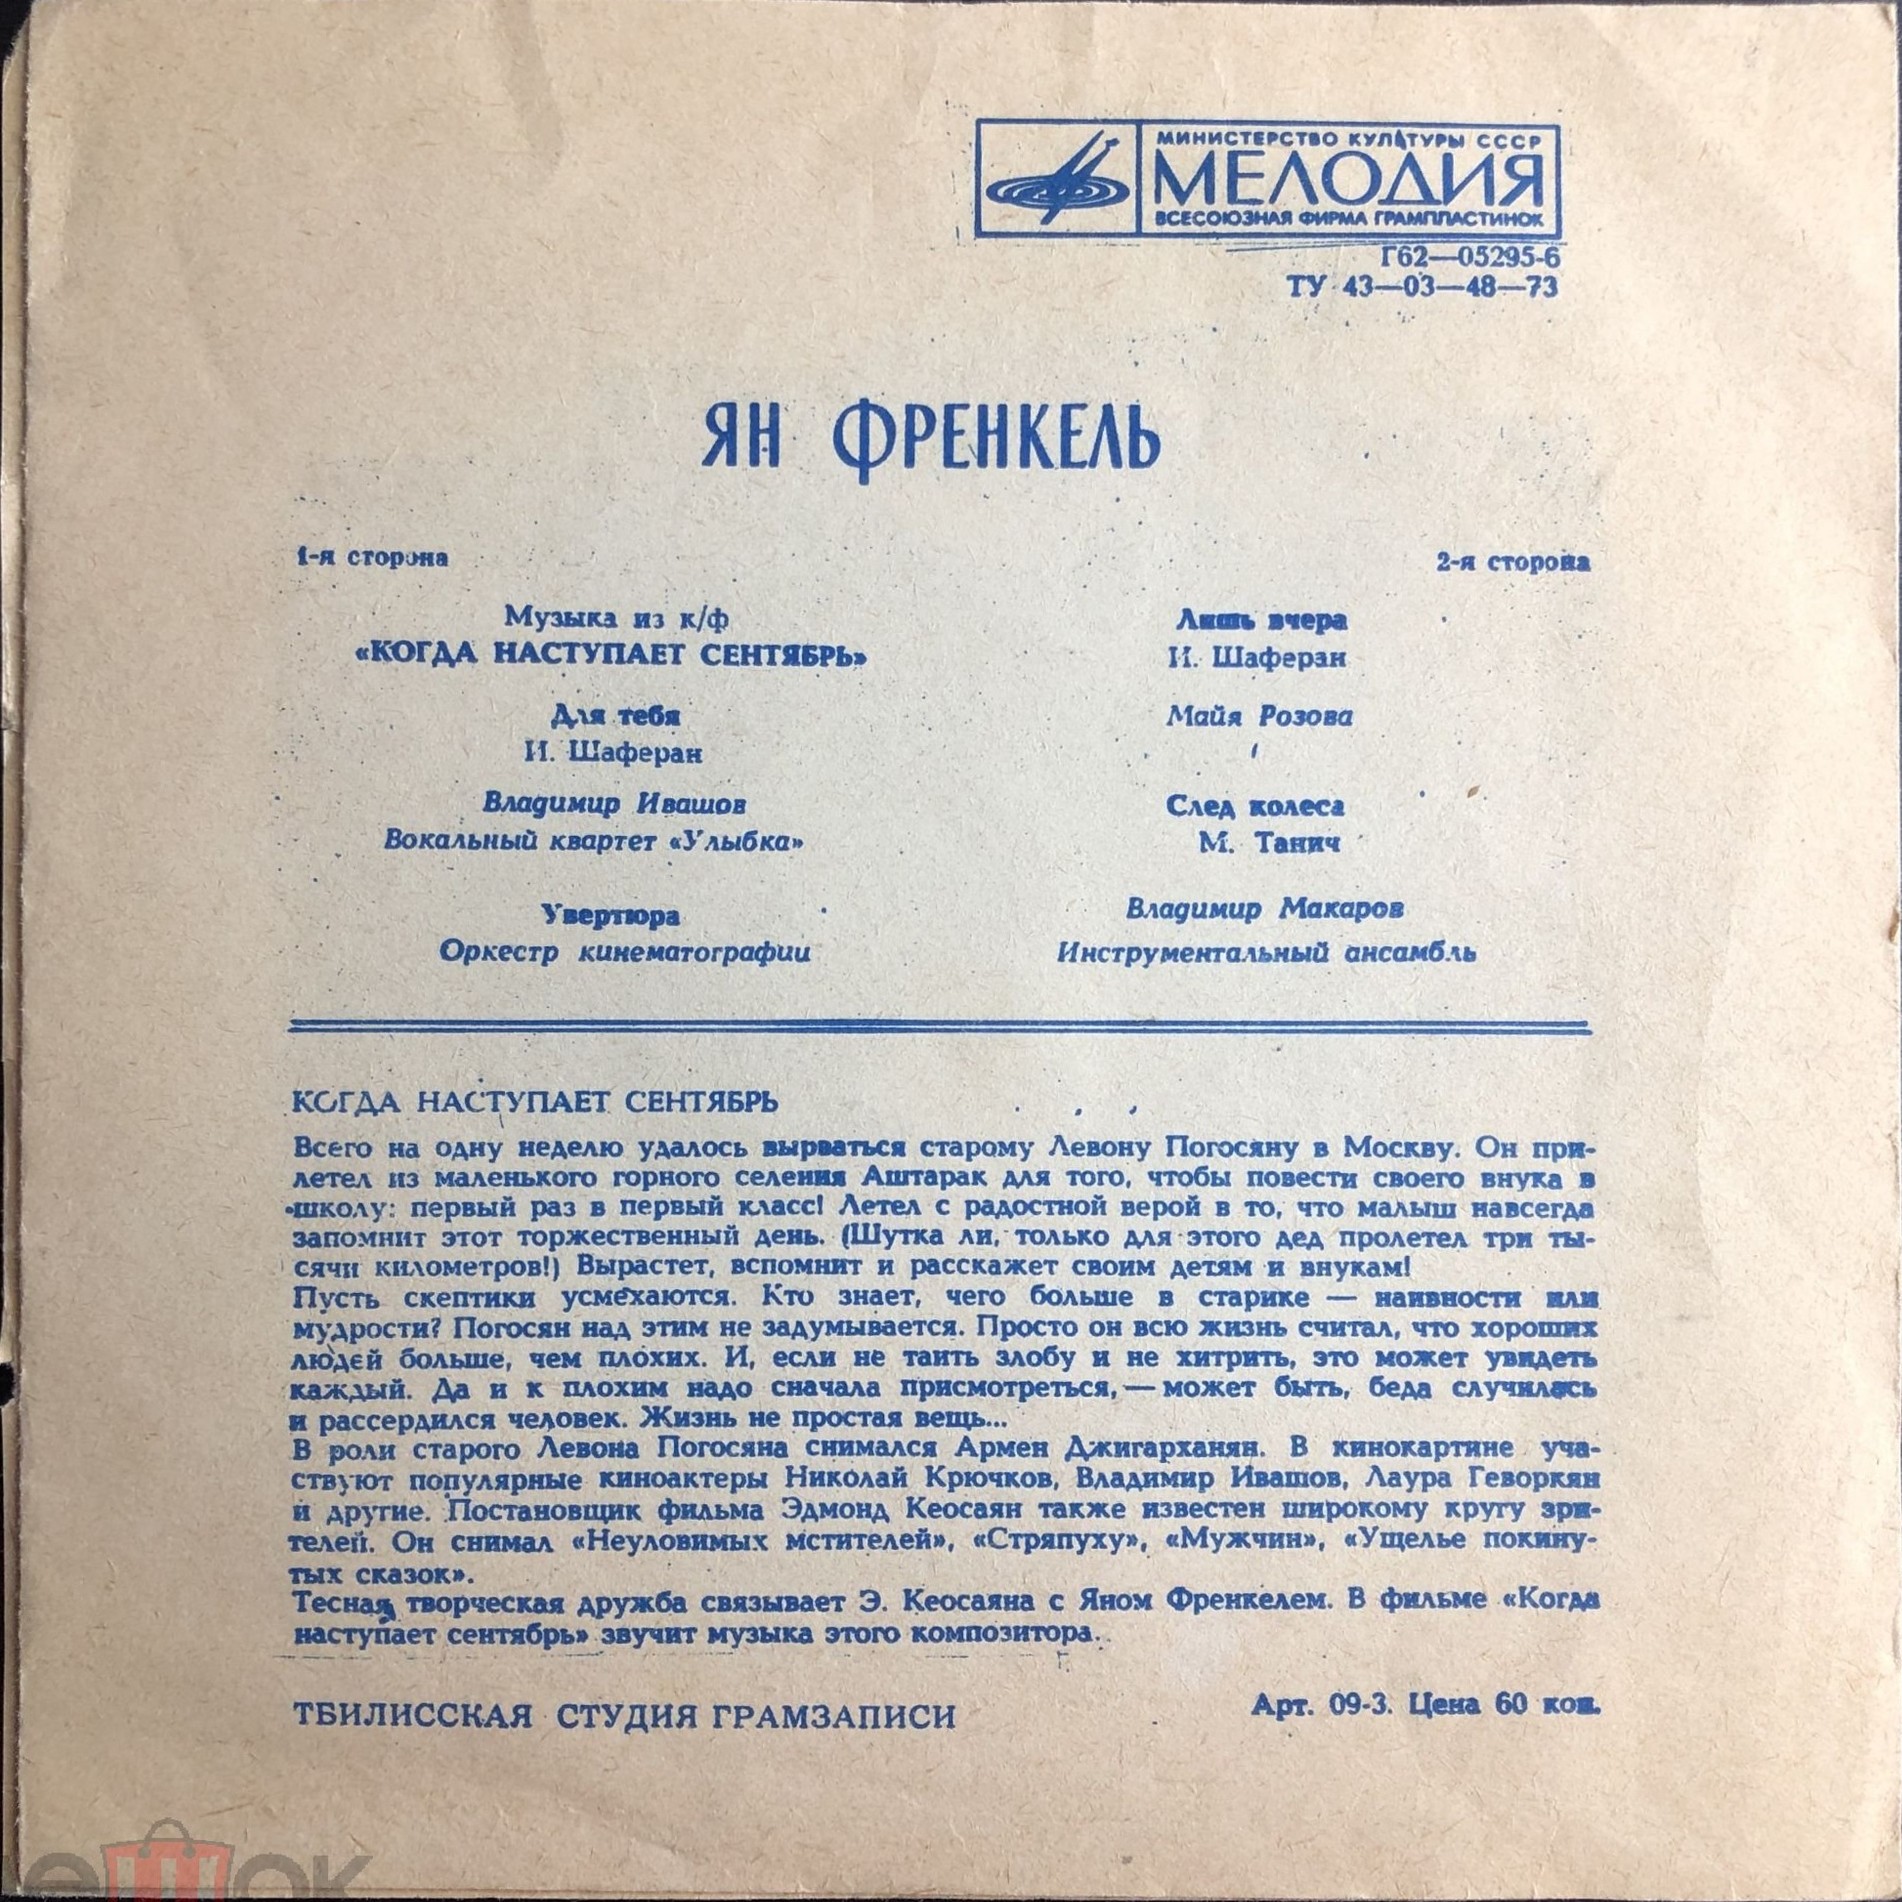 МИНИСТЕРСТВО КУЛЬТУРЫ СССР
МЕЛОДИЯ
ВСЕСОЮЗНАЯ ФИРМА ГРАМПЛАСТИНОК
Г62—05295-6
ТУ 43—03—48—73
ЯН ФРЕНКЕЛЬ
1-я сторона
Музыка из к/ф
«КОГДА НАСТУПАЕТ СЕНТЯБРЬ»
Для тебя
И. Шаферан
Владимир Ивашов
Вокальный квартет «Улыбка»
Увертюра
Оркестр кинематографии
2-я сторона
Лишь вчера
И. Шаферан
Майя Розова
След колеса
М. Танич
Владимир Макаров
Инструментальный ансамбль
КОГДА НАСТУПАЕТ СЕНТЯБРЬ
Всего на одну неделю удалось вырваться старому Левону Погосяну в Москву. Он при-
летел из маленького горного селения Аштарак для того, чтобы повести своего внука в
школу: первый раз в первый класс! Летел с радостной верой в то, что малыш навсегда
запомнит этот торжественный день. (Шутка ли, только для этого дед пролетел три ты-
сячи километров!) Вырастет, вспомнит и расскажет своим детям и внукам!
Пусть скептики усмехаются. Кто знает, чего больше в старике — наивности или
мудрости? Погосян над этим не задумывается. Просто он всю жизнь считал, что хороших
людей больше, чем плохих. И, если не таить злобу и не хитрить, это может увидеть
каждый. Да и к плохим надо сначала присмотреться, — может быть, беда случилась
и рассердился человек. Жизнь не простая вещь...
В роли старого Левона Погосяна снимался Армен Джигарханян. В кинокартине уча-
ствуют популярные киноактеры Николай Крючков, Владимир Ивашов, Лаура Геворкян
и другие. Постановщик фильма Эдмонд Кеосаян также известен широкому кругу зри-
телей. Он снимал «Неуловимых мстителей», «Стряпуху», «Мужчин», «Ущелье покину-
тых сказок».
Тесная творческая дружба связывает Э. Кеосаяна с Яном Френкелем. В фильме «Когда
наступает сентябрь» звучит музыка этого композитора.
ТБИЛИССКАЯ СТУДИЯ ГРАМЗАПИСИ
Арт. 09-3. Цена 60 коп.